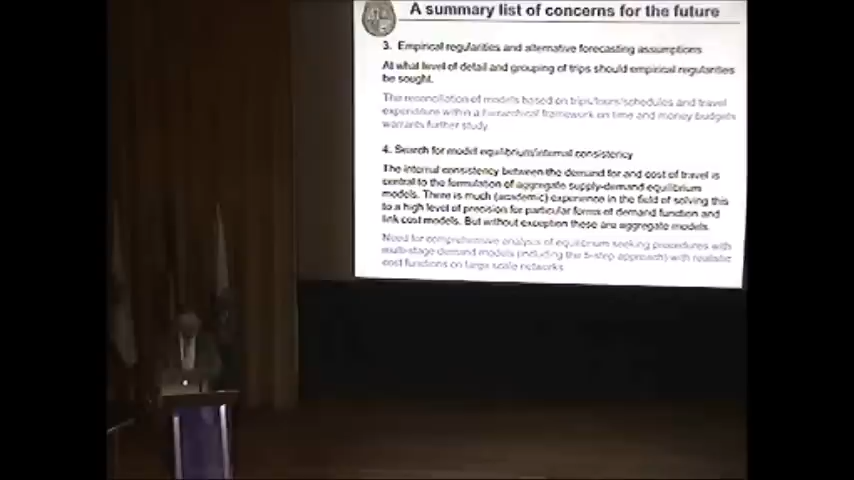 A summary list of concerns for the future
3. Empirical regularities and alternative forecasting assumptions
At what level of detail and grouping of trips should empirical regularities
be sought.
The reconciliation of models based on trips/tours/schedules and travel
expenditure within a hierarchical framework on time and money budgets
warrants further study.
4. Search for model equilibrium/internal consistency
The internal consistency between the demand for and cost of travel is
central to the formulation of aggregate supply-demand equilibrium
models. There is much (academic) experience in the field of solving this
to a high level of precision for particular forms of demand function and
link cost models. But without exception these are aggregate models.
Need for comprehensive analysis of equilibrium seeking procedures with
multi-stage demand models (including the 5-step approach) with realistic
cost functions on large scale networks